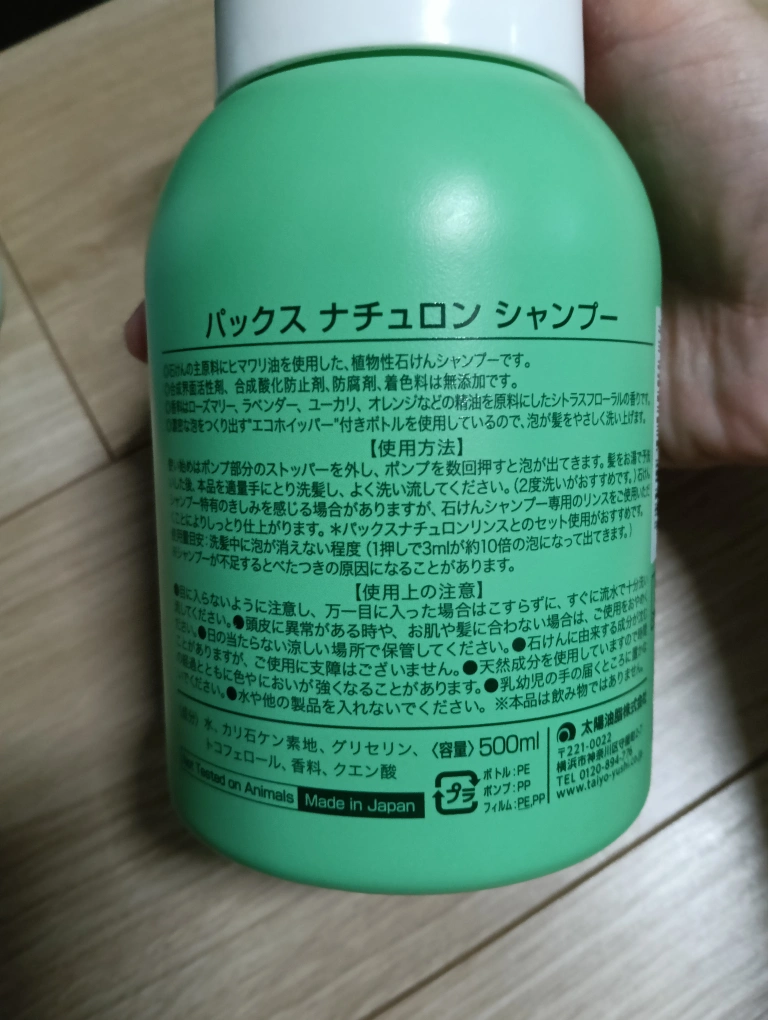 パックス ナチュロン シャンプー
石けんの主原料にヒマワリ油を使用した、植物性石けんシャンプーです。
合成界面活性剤、合成酸化防止剤、防腐剤、着色料は無添加です。
香料はローズマリー、ラベンダー、ユーカリ、オレンジなどの精油を原料にしたシトラスフローラルの香りです。
濃密な泡をつくり出す"エコホイッパー"付きボトルを使用しているので、泡が髪をやさしく洗い上げます。
【使用方法】
使い始めはポンプ部分のストッパーを外し、ポンプを数回押すと泡が出てきます。髪をお湯で予洗
いした後、本品を適量手にとり洗髪し、よく洗い流してください。（2度洗いがおすすめです。）石けん
シャンプー特有のきしみを感じる場合がありますが、石けんシャンプー専用のリンスをご使用いただ
くことによりしっとり仕上がります。＊パックスナチュロンリンスとのセット使用がおすすめです。
使用量目安：洗髪中に泡が消えない程度（1押しで3mlが約10倍の泡になって出てきます。）
※シャンプーが不足するとべたつきの原因になることがあります。
【使用上の注意】
●目に入らないように注意し、万一目に入った場合はこすらずに、すぐに流水で十分洗い
流してください。●頭皮に異常がある時や、お肌や髪に合わない場合は、ご使用をおやめく
ださい。●日の当たらない涼しい場所で保管してください。●石けんに由来する成分が
ことがありますが、ご使用に支障はございません。●天然成分を使用していますので、
経過とともに色やにおいが強くなることがあります。●乳幼児の手の届くところに置かな
いでください。●水や他の製品を入れないでください。※本品は飲み物ではありません。
〈成分〉水、カリ石ケン素地、グリセリン、
トコフェロール、香料、クエン酸
〈容量〉500ml
Not Tested on Animals Made in Japan
プラ
ボトル：PE
ポンプ：PP
フィルム：PE,PP
太陽油脂株式会社
〒221-0022
横浜市神奈川区守屋町2-7
TEL 0120-894-776
www.taiyo-yushi.co.jp